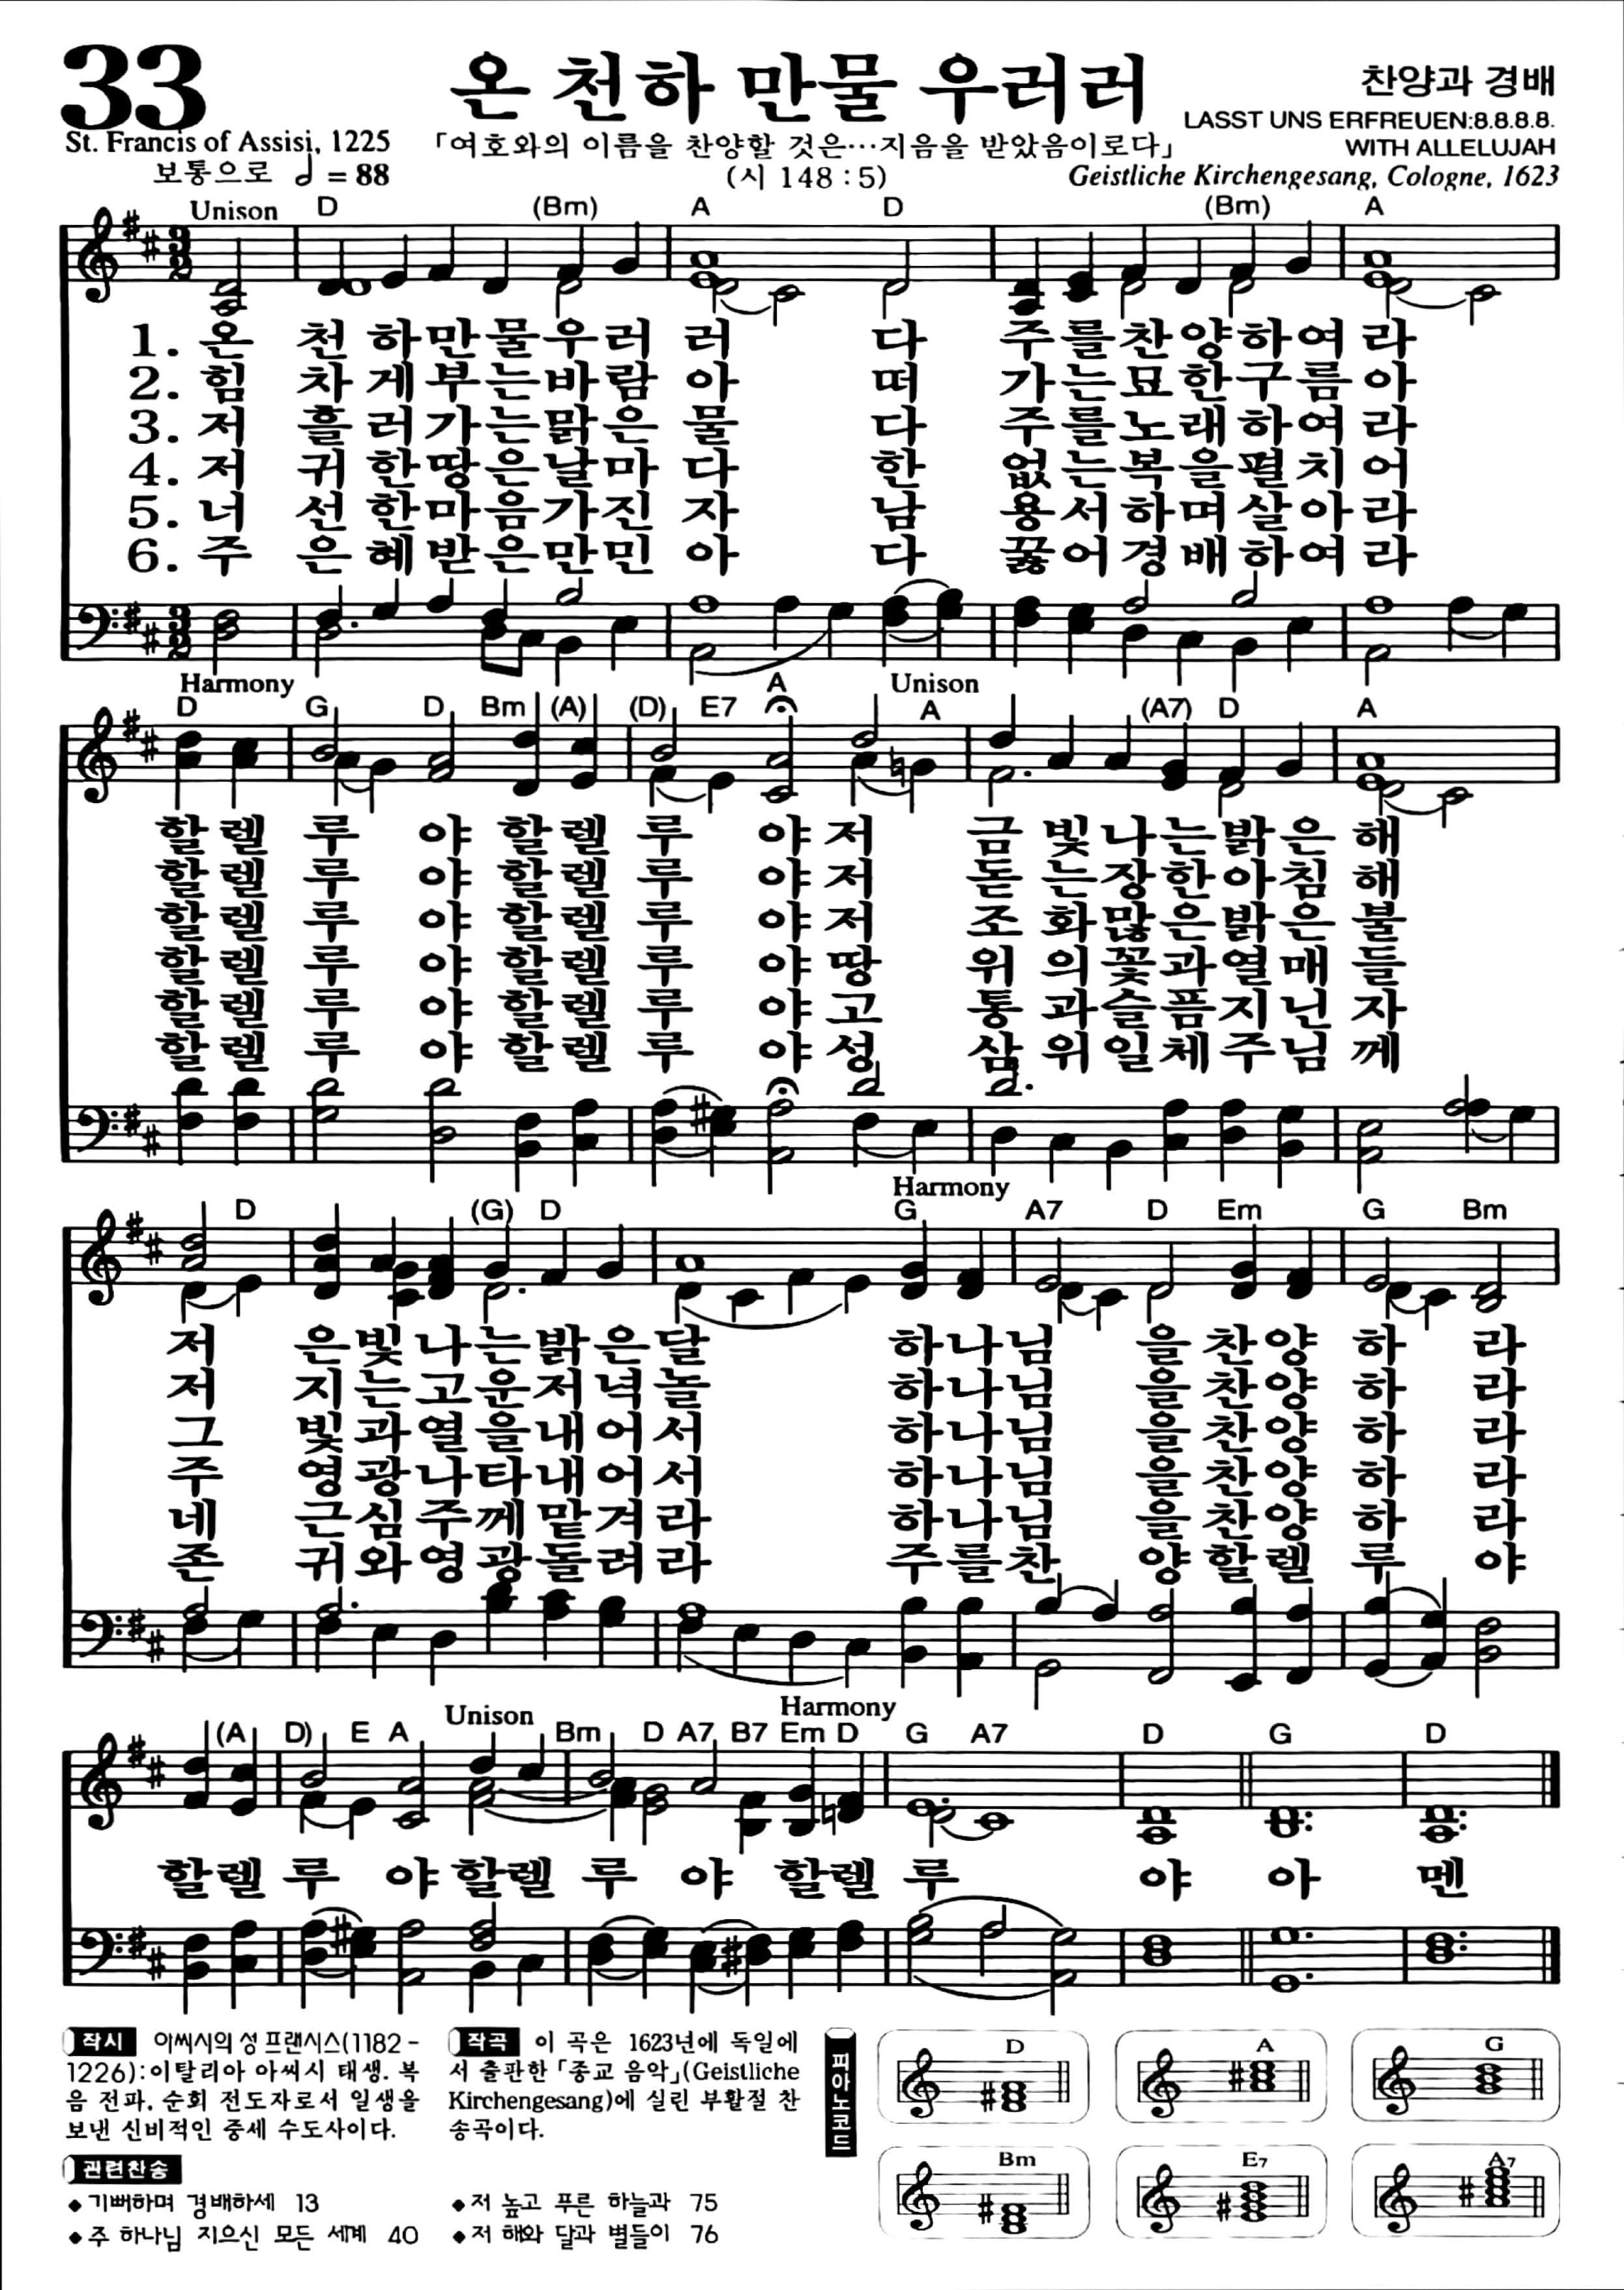 33
온 천하 만물 우러러
찬양과 경배
St. Francis of Assisi, 1225
「여호와의 이름을 찬양할 것은…지음을 받았음이로다」
LASST UNS ERFREUEN:8.8.8.8.
WITH ALLELUJAH
보통으로 = 88
(시 148 : 5)
Geistliche Kirchengesang, Cologne, 1623
Unison D (Bm) A D (Bm) A
1. 온 천 하 만 물 우 러 러 다 주 를 찬 양 하 여 라
2. 힘 차 게 부 는 바 람 아 떠 가 는 묘 한 구 름 아
3. 저 흘 러 가 는 맑 은 물 다 주 를 노 래 하 여 라
4. 저 귀 한 땅 은 날 마 다 한 없 는 복 을 펼 치 어
5. 너 선 한 마 음 가 진 자 남 용 서 하 며 살 아 라
6. 주 은 혜 받 은 만 민 아 다 꿇 어 경 배 하 여 라
Harmony Unison
D G D Bm (A) (D) E7 A A (A7) D A
할 렐 루 야 할 렐 루 야 저 금 빛 나 는 밝 은 해
할 렐 루 야 할 렐 루 야 저 돋 는 장 한 아 침 해
할 렐 루 야 할 렐 루 야 저 조 화 많 은 밝 은 불
할 렐 루 야 할 렐 루 야 땅 위 의 꽃 과 열 매 들
할 렐 루 야 할 렐 루 야 고 통 과 슬 픔 지 닌 자
할 렐 루 야 할 렐 루 야 성 삼 위 일 체 주 님 께
Harmony
D (G) D G A7 D Em G Bm
저 은 빛 나 는 밝 은 달 하 나 님 을 찬 양 하 라
저 지 는 고 운 저 녁 놀 하 나 님 을 찬 양 하 라
그 빛 과 열 을 내 어 서 하 나 님 을 찬 양 하 라
주 영 광 나 타 내 어 서 하 나 님 을 찬 양 하 라
네 근 심 주 께 맡 겨 라 하 나 님 을 찬 양 하 라
존 귀 와 영 광 돌 려 라 주 를 찬 양 할 렐 루 야
Unison Harmony
(A D) E A Bm D A7 B7 Em D G A7 D G D
할 렐 루 야 할 렐 루 야 할 렐 루 야 아 멘
작시 아씨시의 성 프랜시스(1182-
1226):이탈리아 아씨시 태생. 복
음 전파, 순회 전도자로서 일생을
보낸 신비적인 중세 수도사이다.
작곡 이 곡은 1623년에 독일에
서 출판한 「종교 음악」(Geistliche
Kirchengesang)에 실린 부활절 찬
송곡이다.
관련찬송
◆ 기뻐하며 경배하세 13
◆ 주 하나님 지으신 모든 세계 40
◆ 저 높고 푸른 하늘과 75
◆ 저 해와 달과 별들이 76
피아노코드
D A G
Bm E7 A7